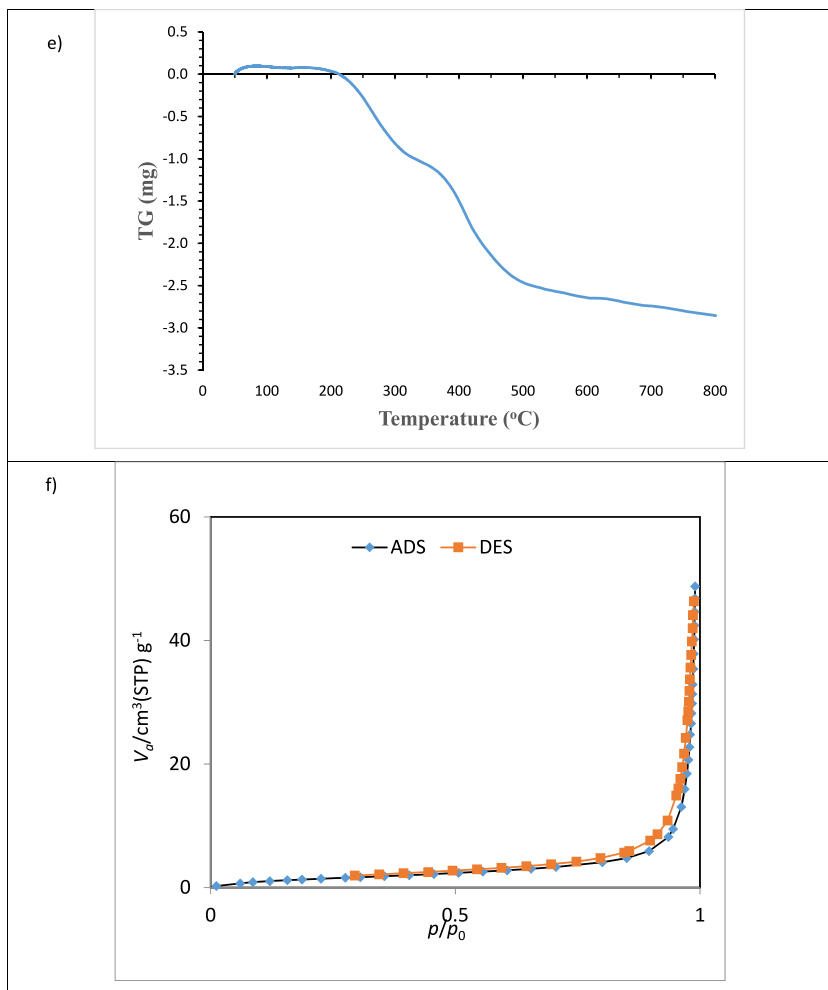 e)
0.5
0.0
-0.5
-1.0
-1.5
-2.0
-2.5
-3.0
-3.5
TG (mg)
0 100 200 300 400 500 600 700 800
Temperature (ºC)
f)
60
40
20
0
ADS DES
Va/cm³(STP) g⁻¹
0 0.5 1
p/p₀